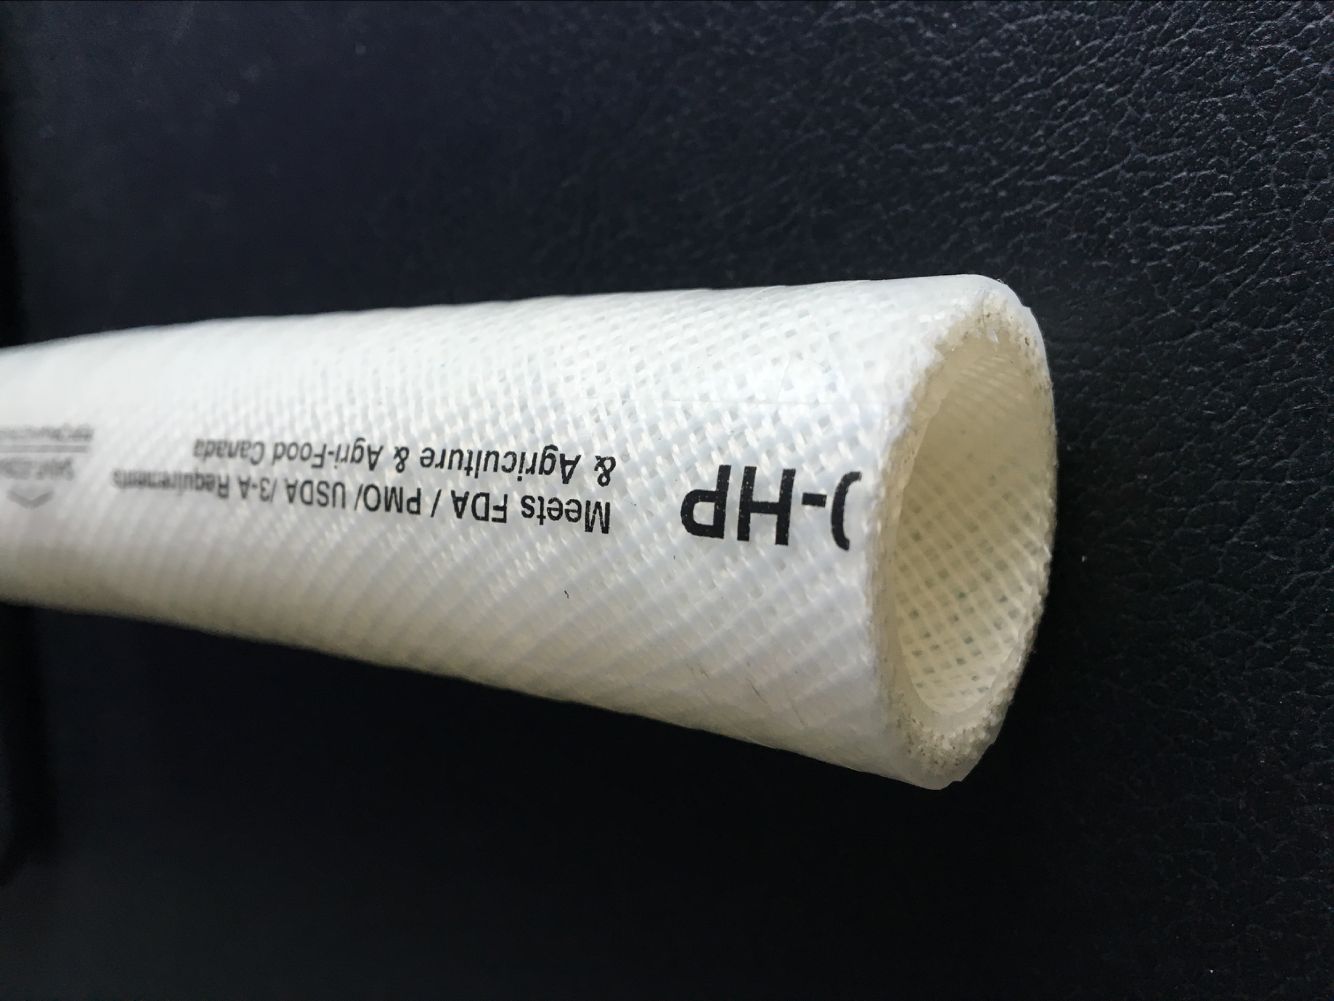 )-HP
Meets FDA / PMO/ USDA /3-A Requirements
& Agriculture & Agri-Food Canada